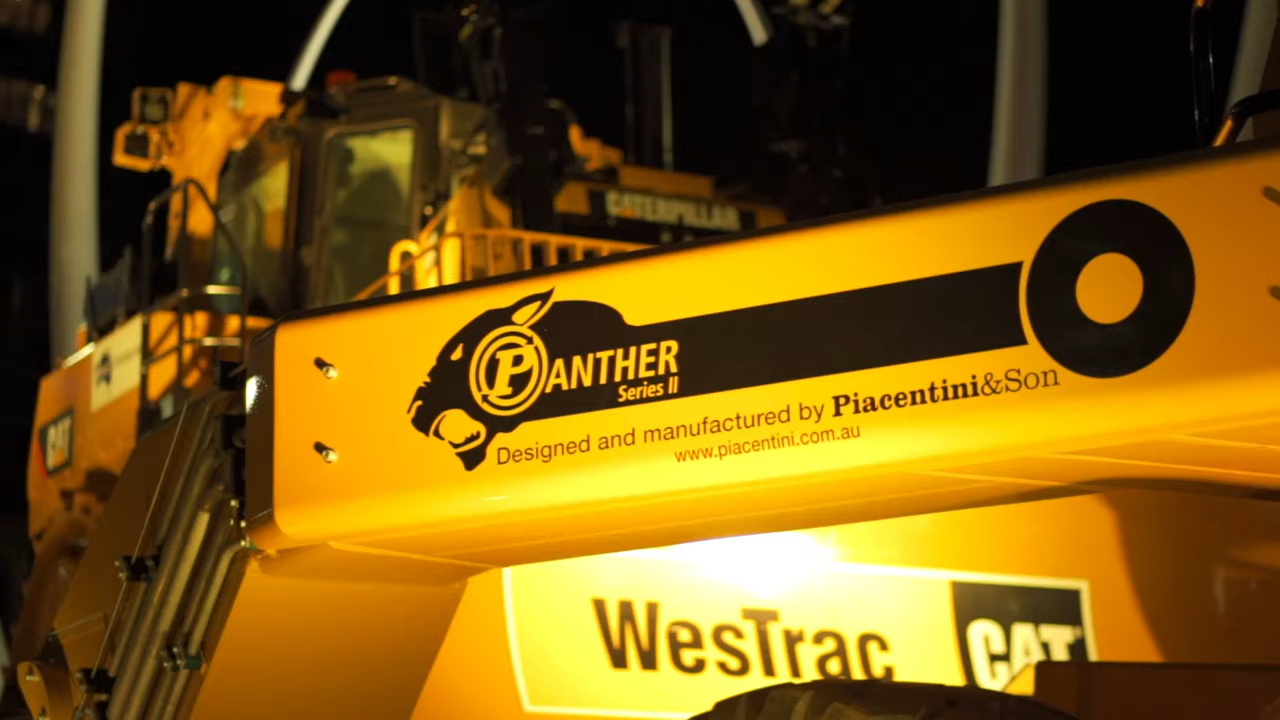 CATERPILLAR
PANTHER
Series II
Designed and manufactured by Piacentini&Son
www.piacentini.com.au
CAT
WesTrac
CAT